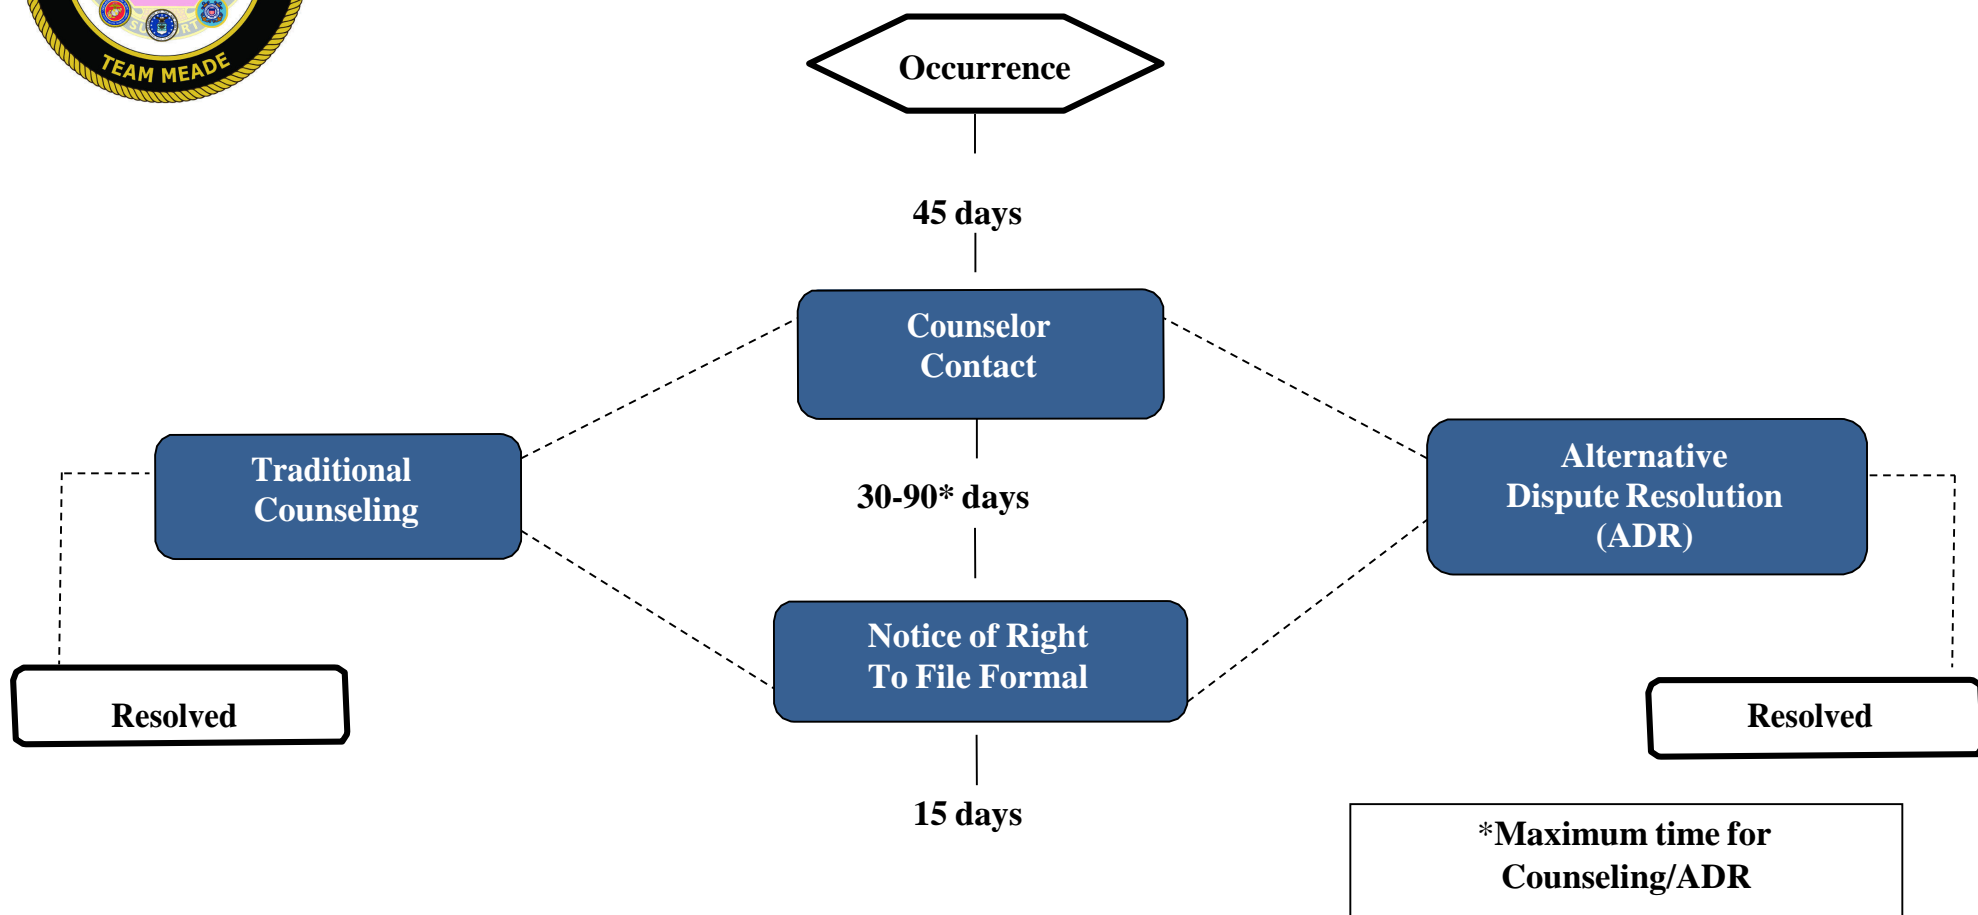 SUPPORT
TEAM MEADE
Occurrence
45 days
Counselor
Contact
Traditional
Counseling
30-90* days
Alternative
Dispute Resolution
(ADR)
Notice of Right
To File Formal
Resolved
Resolved
15 days
*Maximum time for
Counseling/ADR